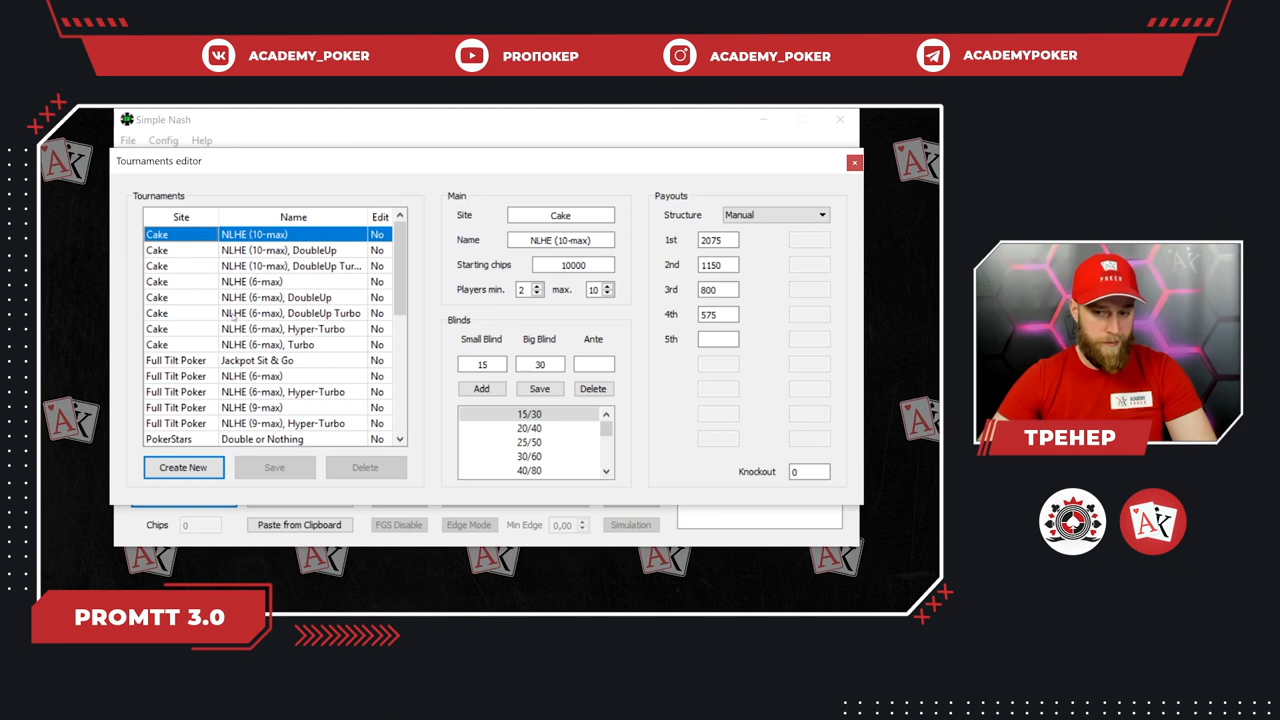 ACADEMY_POKER PROПОКЕР ACADEMY_POKER ACADEMYPOKER
Simple Nash
File Config Help
Tournaments editor
Tournaments
Site Name Edit
Cake NLHE (10-max) No
Cake NLHE (10-max), DoubleUp No
Cake NLHE (10-max), DoubleUp Tur... No
Cake NLHE (6-max) No
Cake NLHE (6-max), DoubleUp No
Cake NLHE (6-max), DoubleUp Turbo No
Cake NLHE (6-max), Hyper-Turbo No
Cake NLHE (6-max), Turbo No
Full Tilt Poker Jackpot Sit & Go No
Full Tilt Poker NLHE (6-max) No
Full Tilt Poker NLHE (6-max), Hyper-Turbo No
Full Tilt Poker NLHE (9-max) No
Full Tilt Poker NLHE (9-max), Hyper-Turbo No
PokerStars Double or Nothing No
Create New Save Delete
Main
Site Cake
Name NLHE (10-max)
Starting chips 10000
Players min. 2 max. 10
Blinds
Small Blind Big Blind Ante
15 30
Add Save Delete
15/30
20/40
25/50
30/60
40/80
Payouts
Structure Manual
1st 2075
2nd 1150
3rd 800
4th 575
5th
Knockout 0
Chips 0 Paste from Clipboard FGS Disable Edge Mode Min Edge 0,00 Simulation
POKER
ТРЕНЕР
AK
PROMTT 3.0